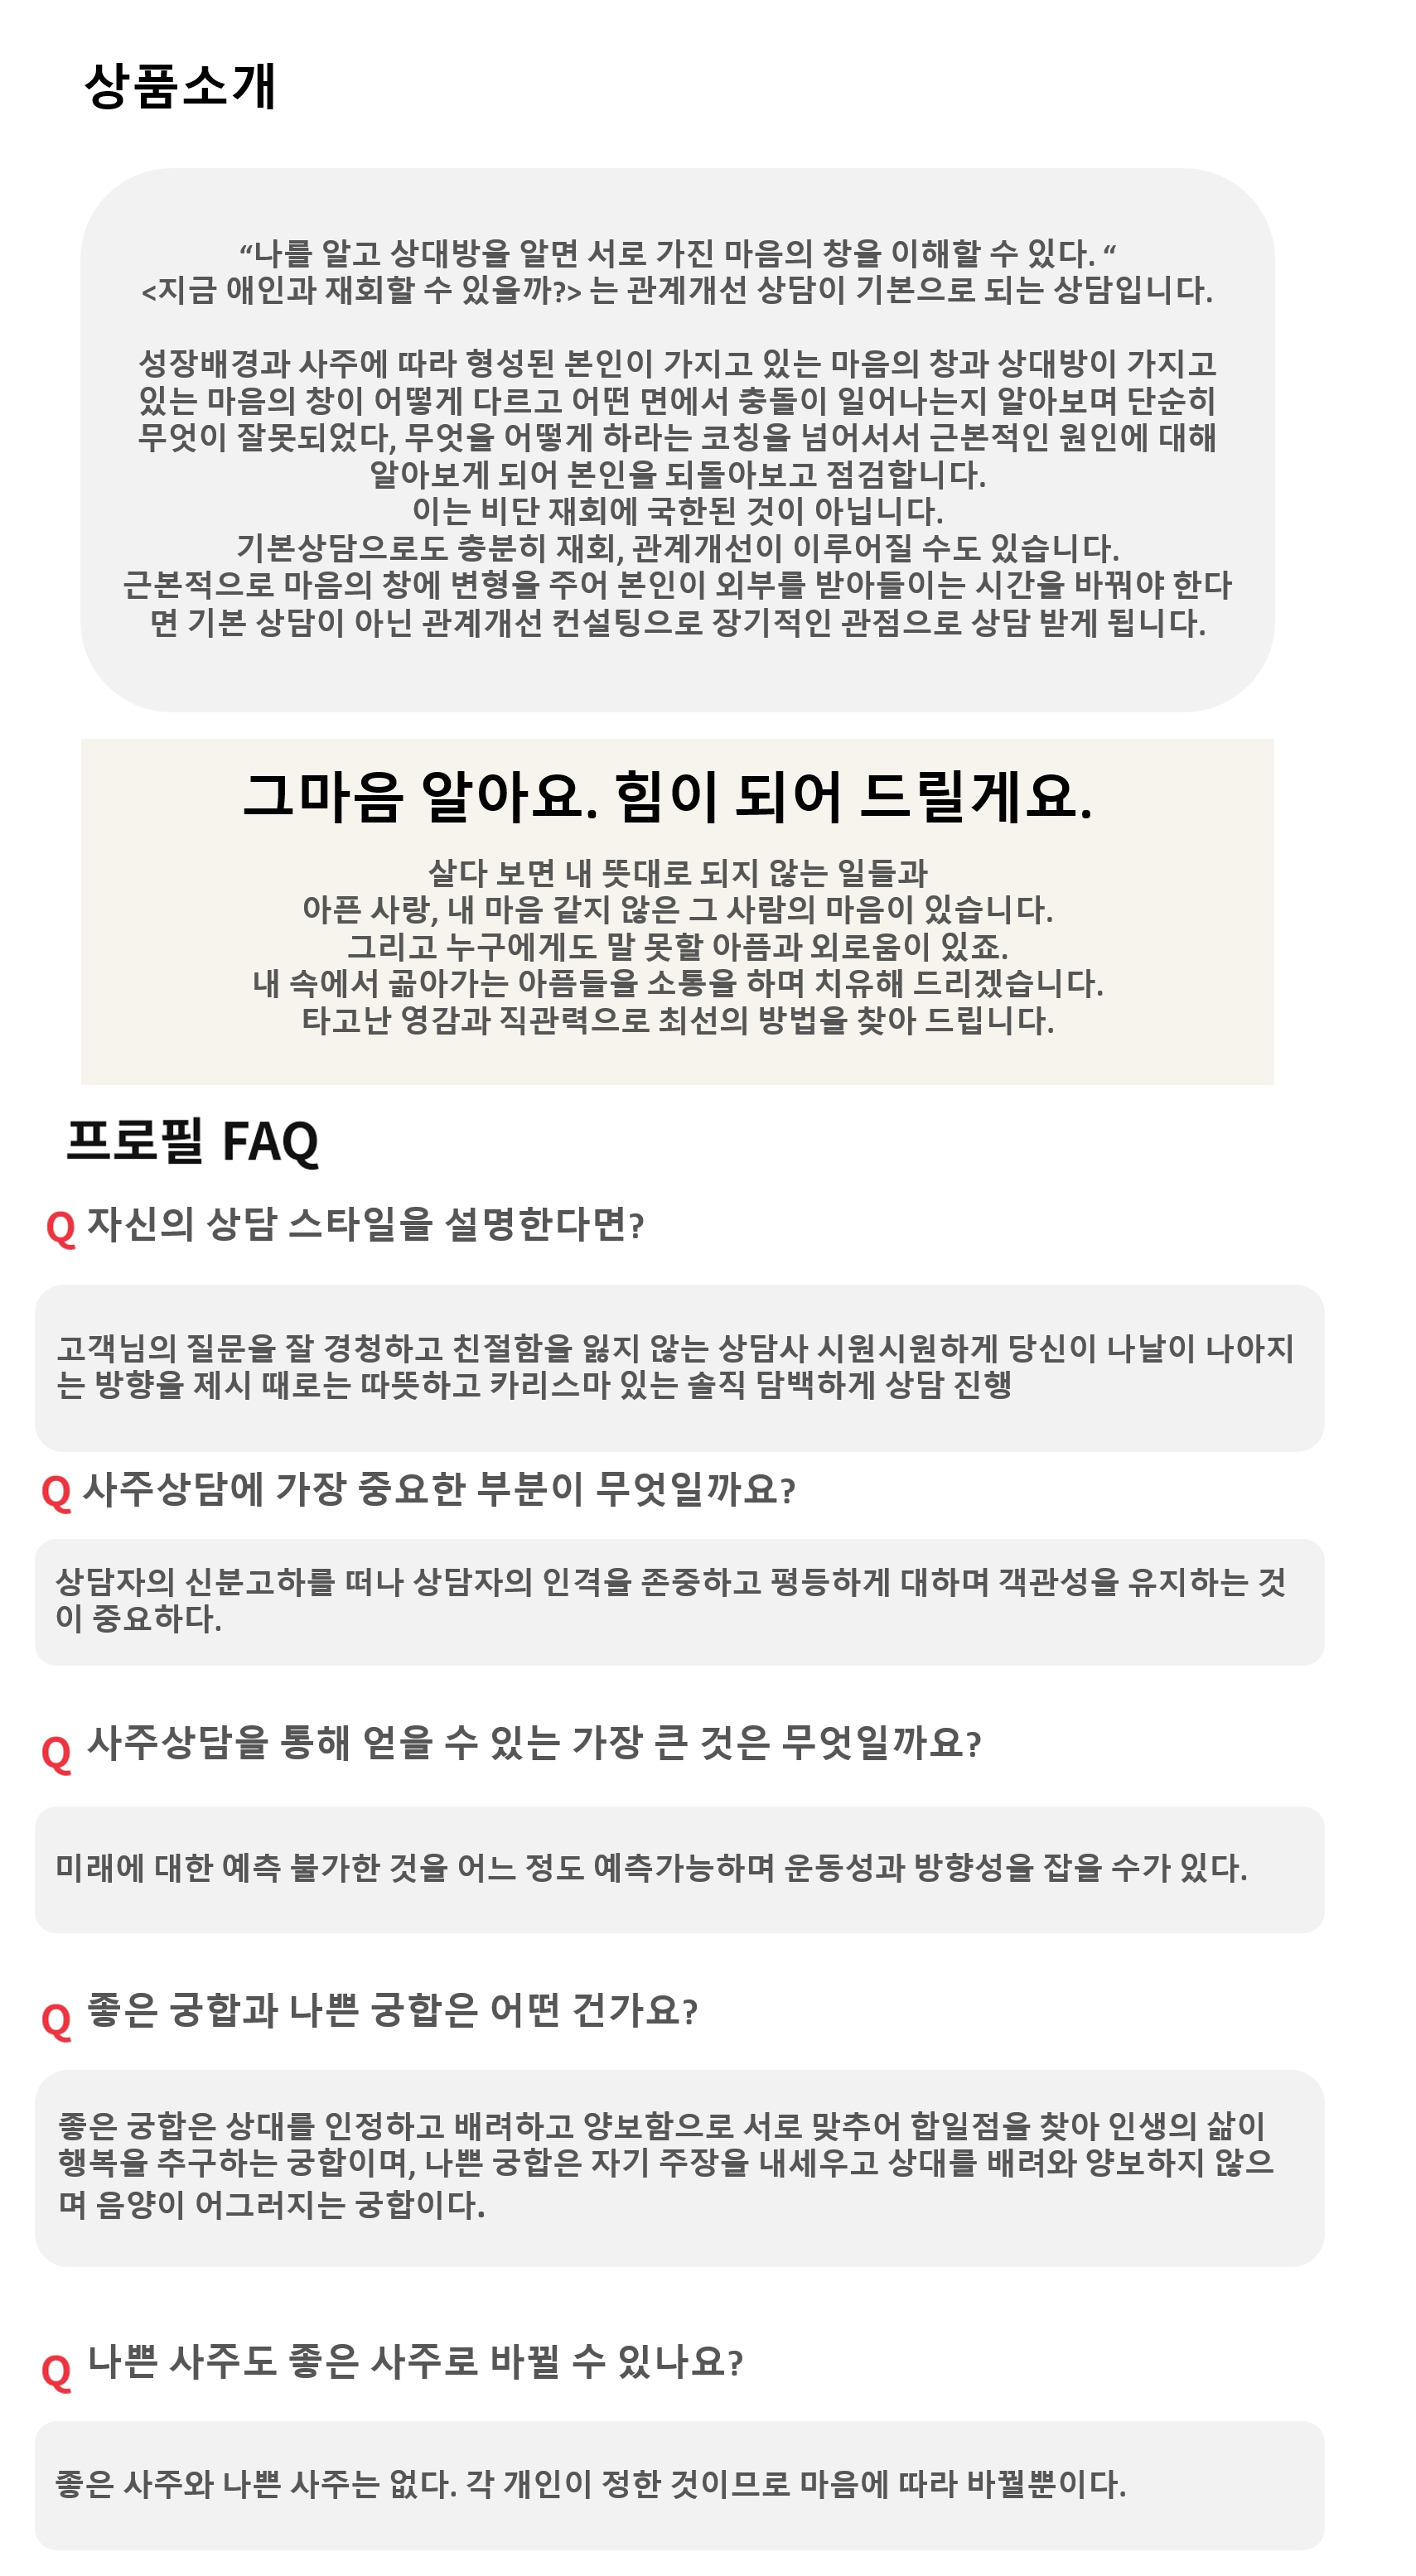 상품소개
“나를 알고 상대방을 알면 서로 가진 마음의 창을 이해할 수 있다. “
<지금 애인과 재회할 수 있을까?> 는 관계개선 상담이 기본으로 되는 상담입니다.
성장배경과 사주에 따라 형성된 본인이 가지고 있는 마음의 창과 상대방이 가지고
있는 마음의 창이 어떻게 다르고 어떤 면에서 충돌이 일어나는지 알아보며 단순히
무엇이 잘못되었다, 무엇을 어떻게 하라는 코칭을 넘어서서 근본적인 원인에 대해
알아보게 되어 본인을 되돌아보고 점검합니다.
이는 비단 재회에 국한된 것이 아닙니다.
기본상담으로도 충분히 재회, 관계개선이 이루어질 수도 있습니다.
근본적으로 마음의 창에 변형을 주어 본인이 외부를 받아들이는 시간을 바꿔야 한다
면 기본 상담이 아닌 관계개선 컨설팅으로 장기적인 관점으로 상담 받게 됩니다.
그마음 알아요. 힘이 되어 드릴게요.
살다 보면 내 뜻대로 되지 않는 일들과
아픈 사랑, 내 마음 같지 않은 그 사람의 마음이 있습니다.
그리고 누구에게도 말 못할 아픔과 외로움이 있죠.
내 속에서 곪아가는 아픔들을 소통을 하며 치유해 드리겠습니다.
타고난 영감과 직관력으로 최선의 방법을 찾아 드립니다.
프로필 FAQ
Q 자신의 상담 스타일을 설명한다면?
고객님의 질문을 잘 경청하고 친절함을 잃지 않는 상담사 시원시원하게 당신이 나날이 나아지
는 방향을 제시 때로는 따뜻하고 카리스마 있는 솔직 담백하게 상담 진행
Q 사주상담에 가장 중요한 부분이 무엇일까요?
상담자의 신분고하를 떠나 상담자의 인격을 존중하고 평등하게 대하며 객관성을 유지하는 것
이 중요하다.
Q 사주상담을 통해 얻을 수 있는 가장 큰 것은 무엇일까요?
미래에 대한 예측 불가한 것을 어느 정도 예측가능하며 운동성과 방향성을 잡을 수가 있다.
Q 좋은 궁합과 나쁜 궁합은 어떤 건가요?
좋은 궁합은 상대를 인정하고 배려하고 양보함으로 서로 맞추어 합일점을 찾아 인생의 삶이
행복을 추구하는 궁합이며, 나쁜 궁합은 자기 주장을 내세우고 상대를 배려와 양보하지 않으
며 음양이 어그러지는 궁합이다.
Q 나쁜 사주도 좋은 사주로 바뀔 수 있나요?
좋은 사주와 나쁜 사주는 없다. 각 개인이 정한 것이므로 마음에 따라 바뀔뿐이다.